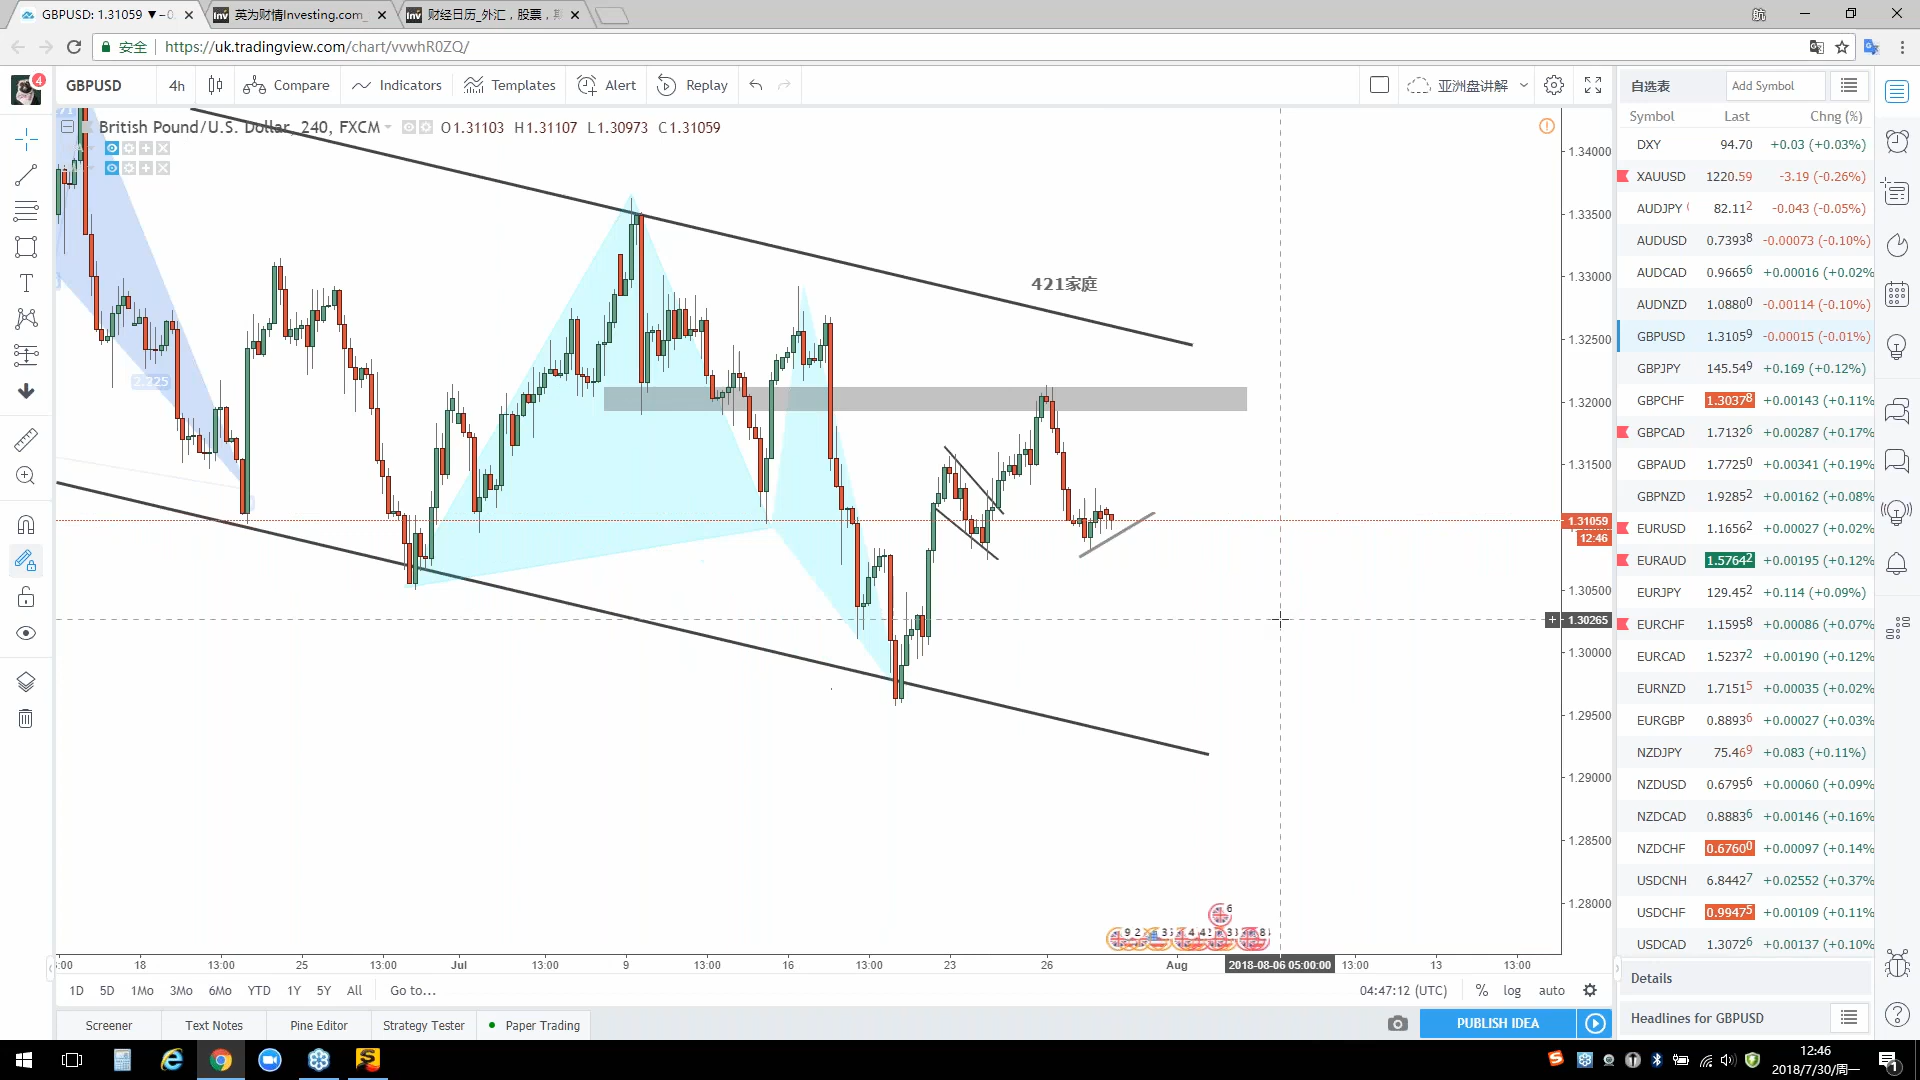 GBPUSD: 1.31059 ▼−0.
英为财情Investing.com_
财经日历_外汇，股票，
航
安全 https://uk.tradingview.com/chart/vvwhR0ZQ/
4 GBPUSD 4h Compare Indicators Templates Alert Replay 亚洲盘讲解
British Pound/U.S. Dollar, 240, FXCM O1.31103 H1.31107 L1.30973 C1.31059
421家庭
2.225
1.34000
1.33500
1.33000
1.32500
1.32000
1.31500
1.31059
12:46
1.30500
1.30265
1.30000
1.29500
1.29000
1.28500
1.28000
:00 18 13:00 25 13:00 Jul 13:00 9 13:00 16 13:00 23 26 Aug 2018-08-06 05:00:00 13:00 13 13:00
1D 5D 1Mo 3Mo 6Mo YTD 1Y 5Y All Go to... 04:47:12 (UTC) % log auto
Screener Text Notes Pine Editor Strategy Tester Paper Trading PUBLISH IDEA
自选表 Add Symbol
Symbol Last Chng (%)
DXY 94.70 +0.03 (+0.03%)
XAUUSD 1220.59 -3.19 (-0.26%)
AUDJPY 82.112 -0.043 (-0.05%)
AUDUSD 0.73938 -0.00073 (-0.10%)
AUDCAD 0.96656 +0.00016 (+0.02%
AUDNZD 1.08800 -0.00114 (-0.10%)
GBPUSD 1.31059 -0.00015 (-0.01%)
GBPJPY 145.549 +0.169 (+0.12%)
GBPCHF 1.30378 +0.00143 (+0.11%
GBPCAD 1.71326 +0.00287 (+0.17%
GBPAUD 1.77250 +0.00341 (+0.19%
GBPNZD 1.92852 +0.00162 (+0.08%
EURUSD 1.16562 +0.00027 (+0.02%
EURAUD 1.57642 +0.00195 (+0.12%
EURJPY 129.452 +0.114 (+0.09%)
EURCHF 1.15958 +0.00086 (+0.07%
EURCAD 1.52372 +0.00190 (+0.12%
EURNZD 1.71515 +0.00035 (+0.02%
EURGBP 0.88936 +0.00027 (+0.03%
NZDJPY 75.469 +0.083 (+0.11%)
NZDUSD 0.67956 +0.00060 (+0.09%
NZDCAD 0.88836 +0.00146 (+0.16%
NZDCHF 0.67600 +0.00097 (+0.14%
USDCNH 6.84427 +0.02552 (+0.37%
USDCHF 0.99475 +0.00109 (+0.11%
USDCAD 1.30726 +0.00137 (+0.10%
Details
Headlines for GBPUSD
12:46
2018/7/30/周一
1